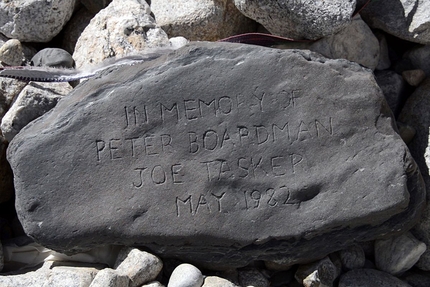 IN MEMORY OF
PETER BOARDMAN
JOE TASKER
MAY 1982